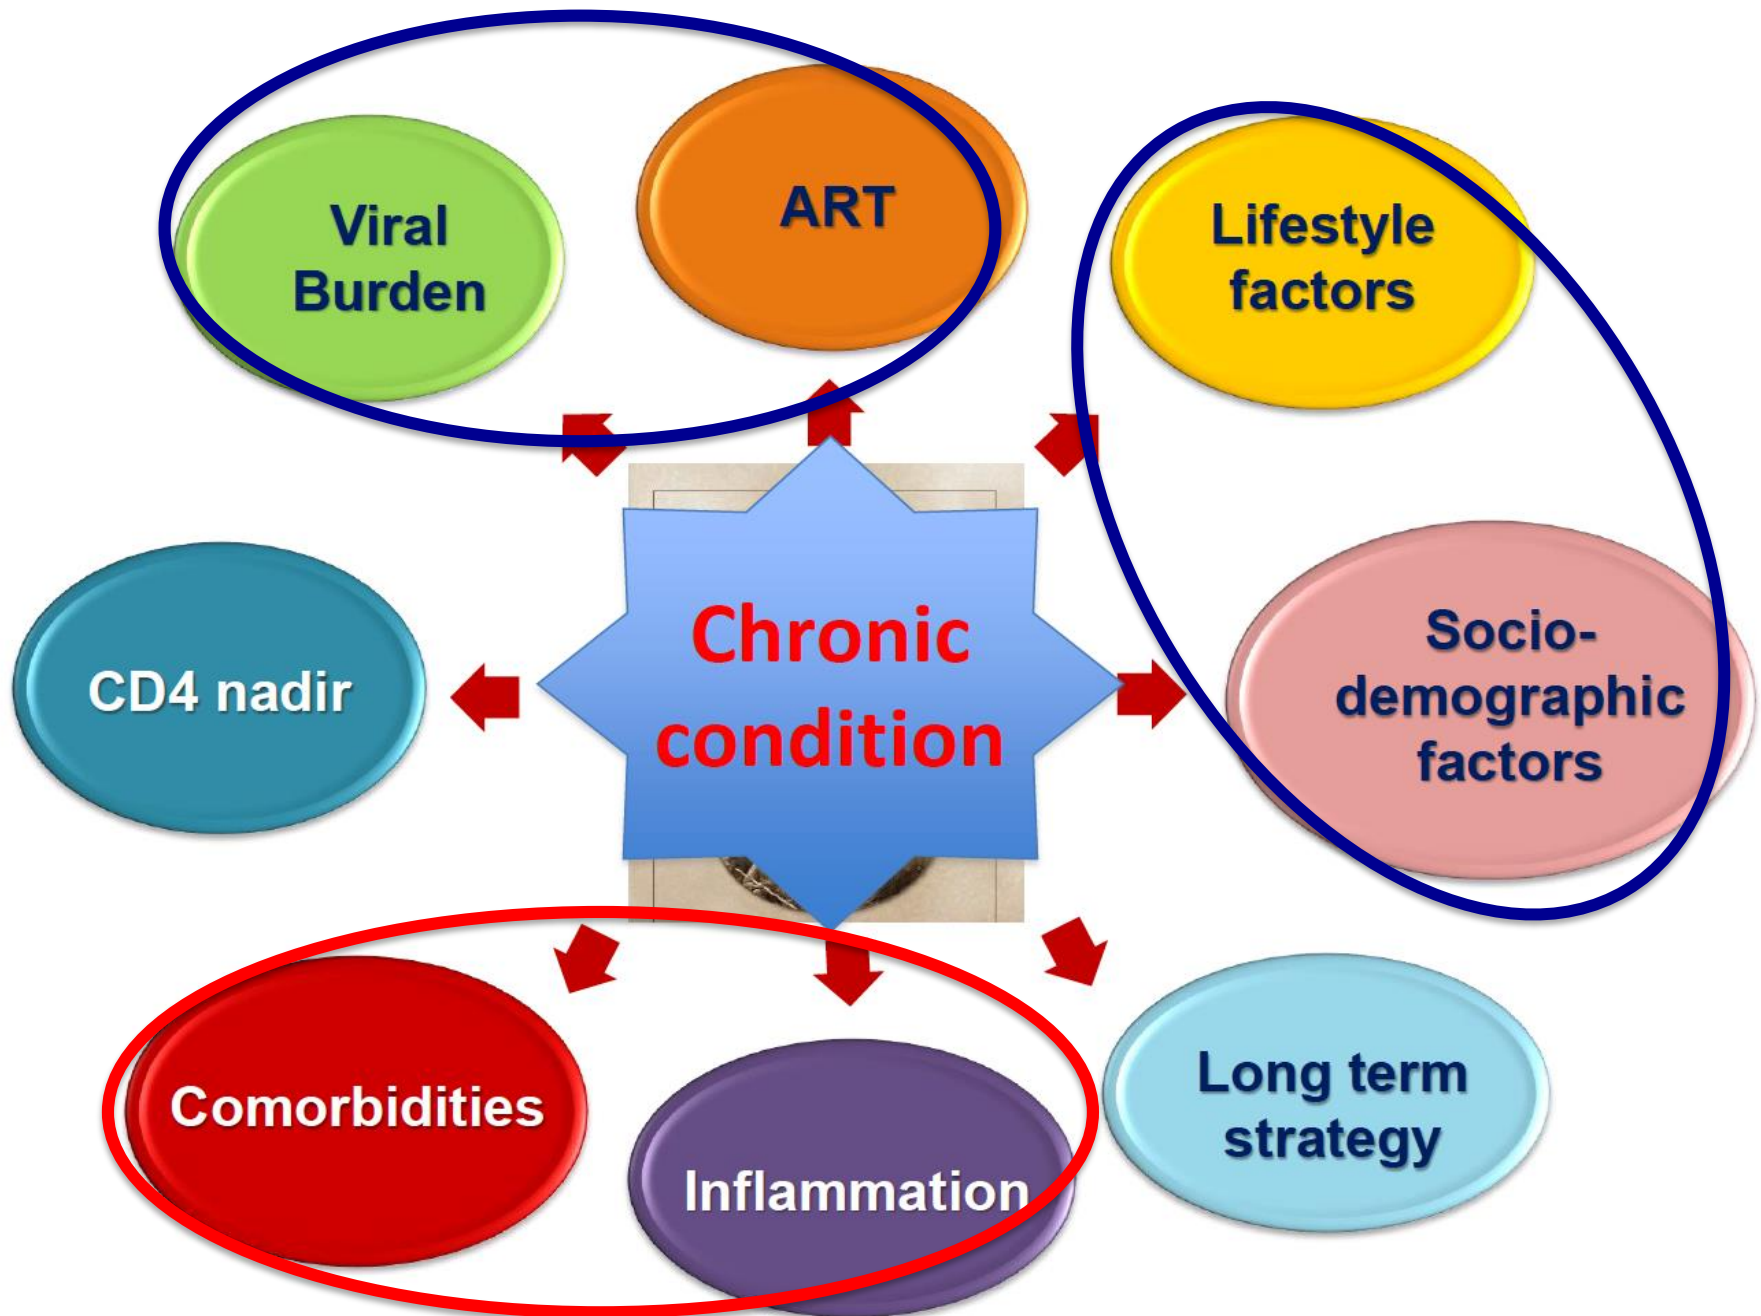 Viral
Burden
ART
Lifestyle
factors
CD4 nadir
Chronic
condition
Socio-
demographic
factors
Comorbidities
Inflammation
Long term
strategy